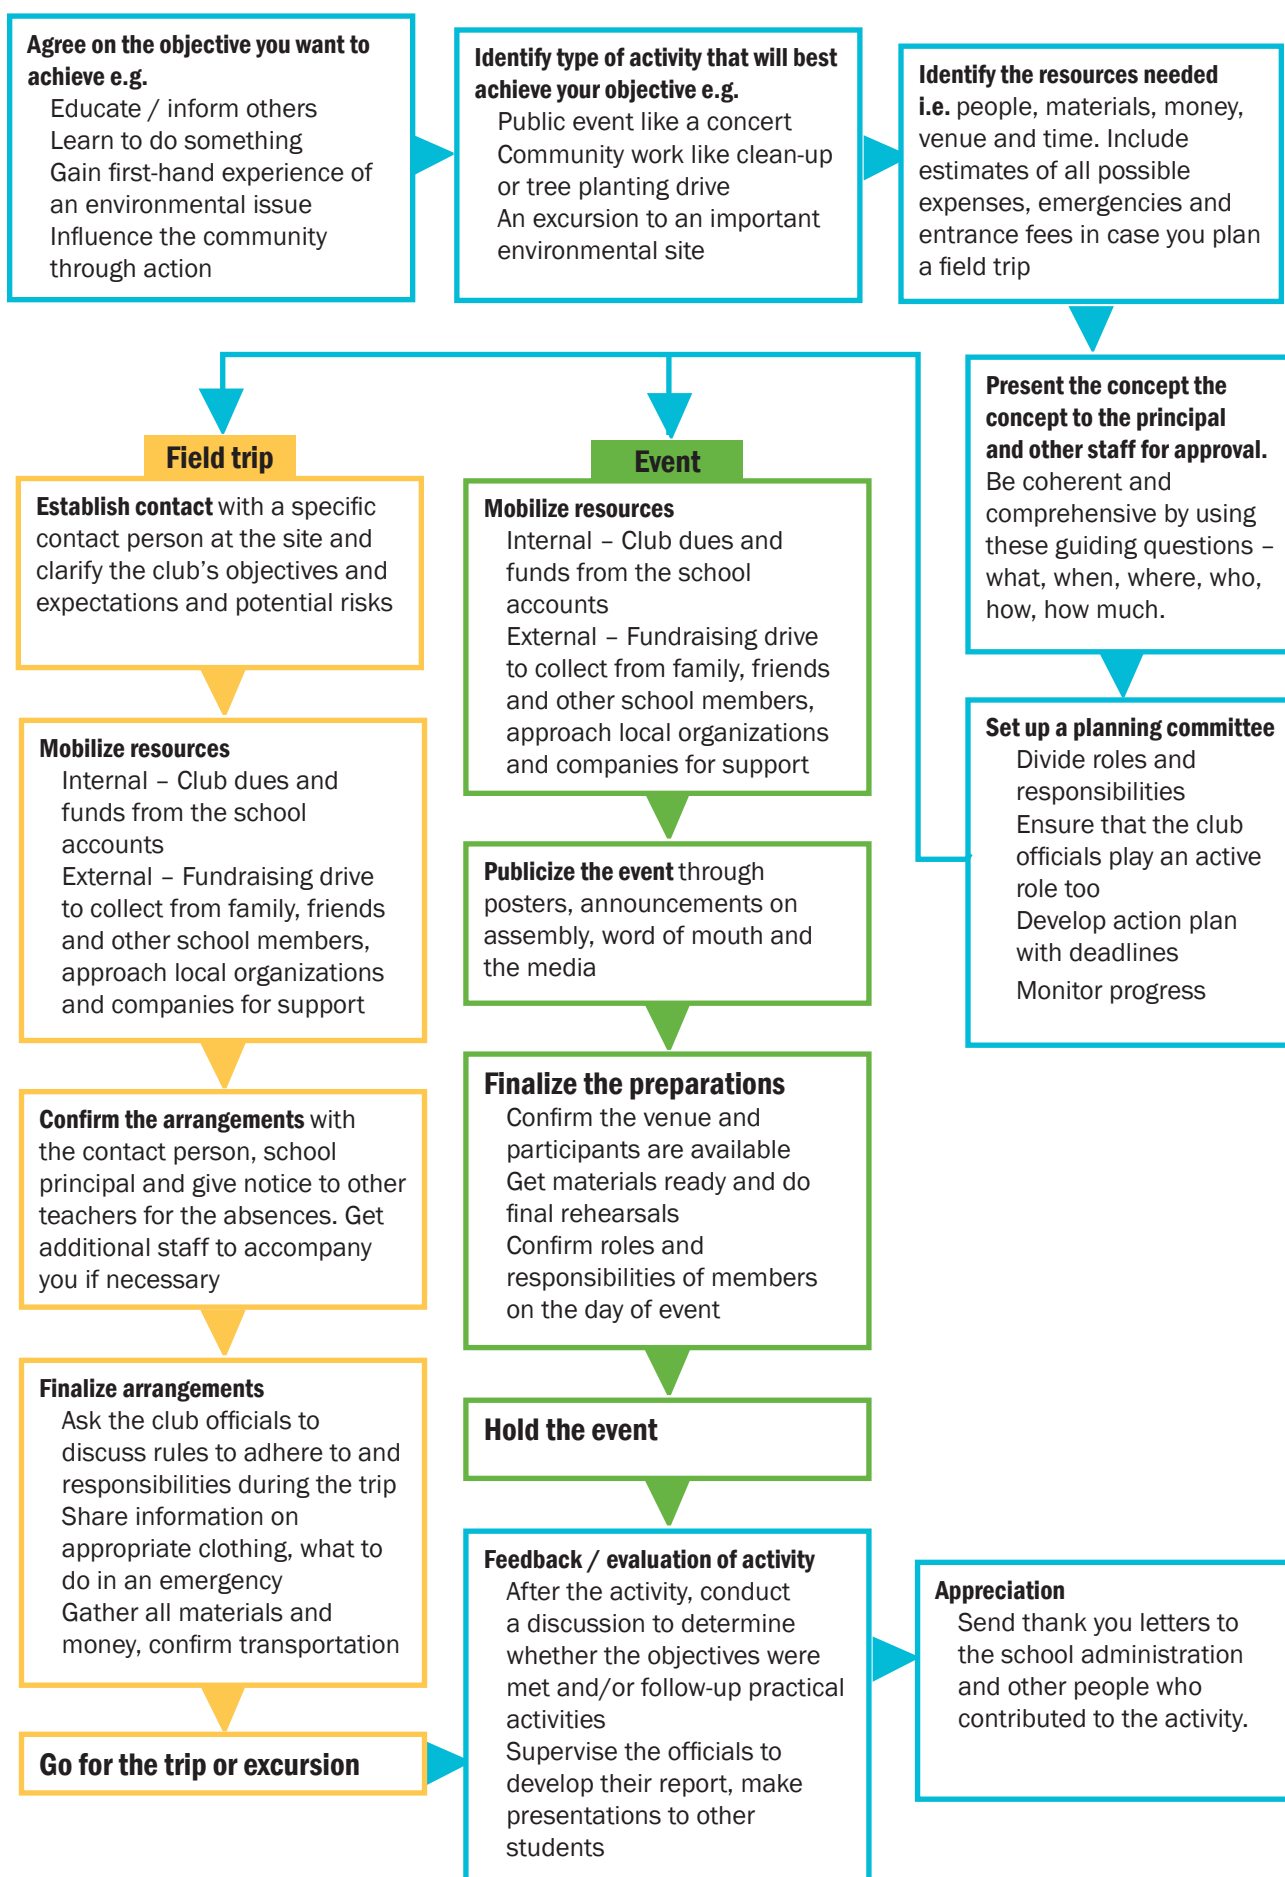 Agree on the objective you want to
achieve e.g.
Educate / inform others
Learn to do something
Gain first-hand experience of
an environmental issue
Influence the community
through action
Identify type of activity that will best
achieve your objective e.g.
Public event like a concert
Community work like clean-up
or tree planting drive
An excursion to an important
environmental site
Identify the resources needed
i.e. people, materials, money,
venue and time. Include
estimates of all possible
expenses, emergencies and
entrance fees in case you plan
a field trip
Present the concept the
concept to the principal
and other staff for approval.
Be coherent and
comprehensive by using
these guiding questions –
what, when, where, who,
how, how much.
Set up a planning committee
Divide roles and
responsibilities
Ensure that the club
officials play an active
role too
Develop action plan
with deadlines
Monitor progress
Field trip
Establish contact with a specific
contact person at the site and
clarify the club's objectives and
expectations and potential risks
Mobilize resources
Internal – Club dues and
funds from the school
accounts
External – Fundraising drive
to collect from family, friends
and other school members,
approach local organizations
and companies for support
Confirm the arrangements with
the contact person, school
principal and give notice to other
teachers for the absences. Get
additional staff to accompany
you if necessary
Finalize arrangements
Ask the club officials to
discuss rules to adhere to and
responsibilities during the trip
Share information on
appropriate clothing, what to
do in an emergency
Gather all materials and
money, confirm transportation
Go for the trip or excursion
Event
Mobilize resources
Internal – Club dues and
funds from the school
accounts
External – Fundraising drive
to collect from family, friends
and other school members,
approach local organizations
and companies for support
Publicize the event through
posters, announcements on
assembly, word of mouth and
the media
Finalize the preparations
Confirm the venue and
participants are available
Get materials ready and do
final rehearsals
Confirm roles and
responsibilities of members
on the day of event
Hold the event
Feedback / evaluation of activity
After the activity, conduct
a discussion to determine
whether the objectives were
met and/or follow-up practical
activities
Supervise the officials to
develop their report, make
presentations to other
students
Appreciation
Send thank you letters to
the school administration
and other people who
contributed to the activity.